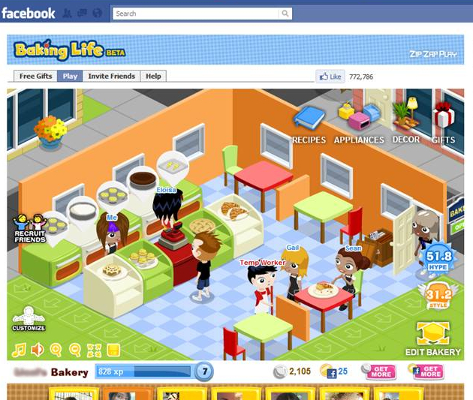 facebook
Search
Baking Life BETA
ZIP ZAP PLAY
Free Gifts Play Invite Friends Help
Like 772,786
RECIPES APPLIANCES DECOR GIFTS
Elorita
Me
RECRUIT FRIENDS
Gail Sean
Temp Worker
51.8
HYPE
31.2
STYLE
CUSTOMIZE
EDIT BAKERY
Bakery 828 xp 7 2,105 25 GET MORE GET MORE